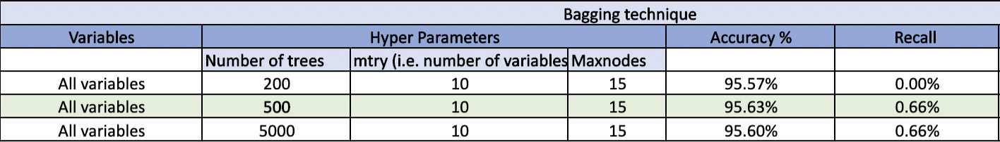 Bagging technique
Variables Hyper Parameters Accuracy % Recall
Number of trees mtry (i.e. number of variables Maxnodes
All variables 200 10 15 95.57% 0.00%
All variables 500 10 15 95.63% 0.66%
All variables 5000 10 15 95.60% 0.66%